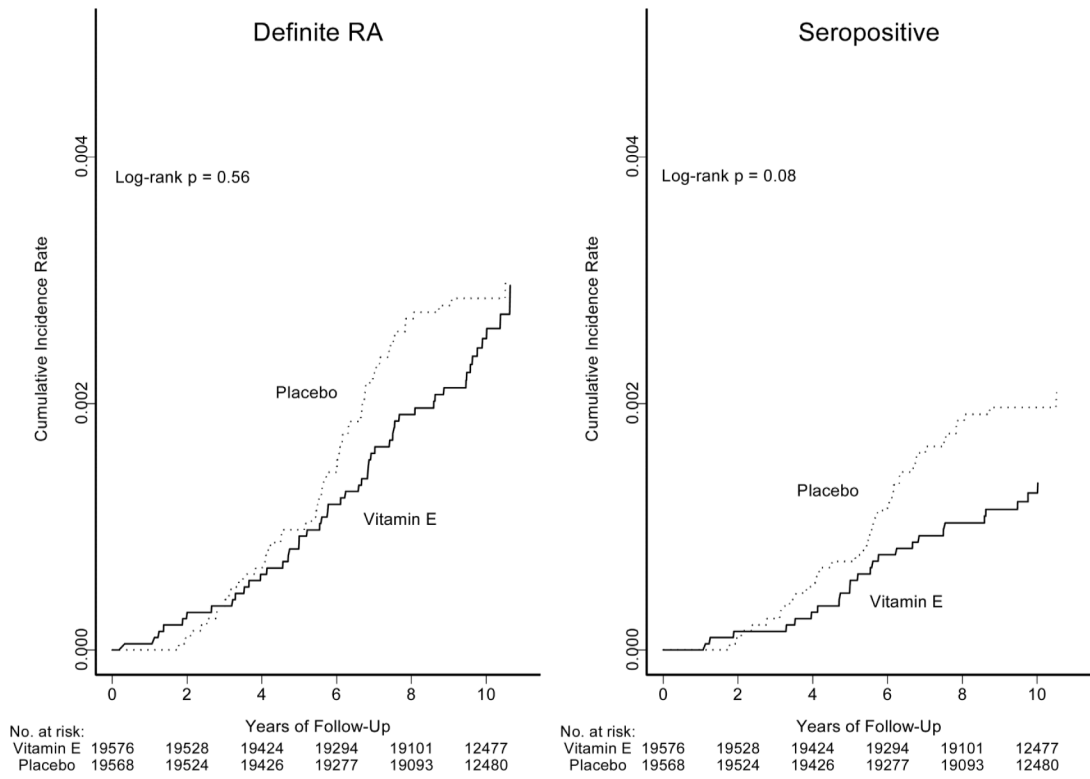 Definite RA
Log-rank p = 0.56
Cumulative Incidence Rate
0.004
0.002
0.000
Placebo
Vitamin E
0 2 4 6 8 10
Years of Follow-Up
No. at risk:
Vitamin E 19576 19528 19424 19294 19101 12477
Placebo 19568 19524 19426 19277 19093 12480
Seropositive
Log-rank p = 0.08
Cumulative Incidence Rate
0.004
0.002
0.000
Placebo
Vitamin E
0 2 4 6 8 10
Years of Follow-Up
No. at risk:
Vitamin E 19576 19528 19424 19294 19101 12477
Placebo 19568 19524 19426 19277 19093 12480